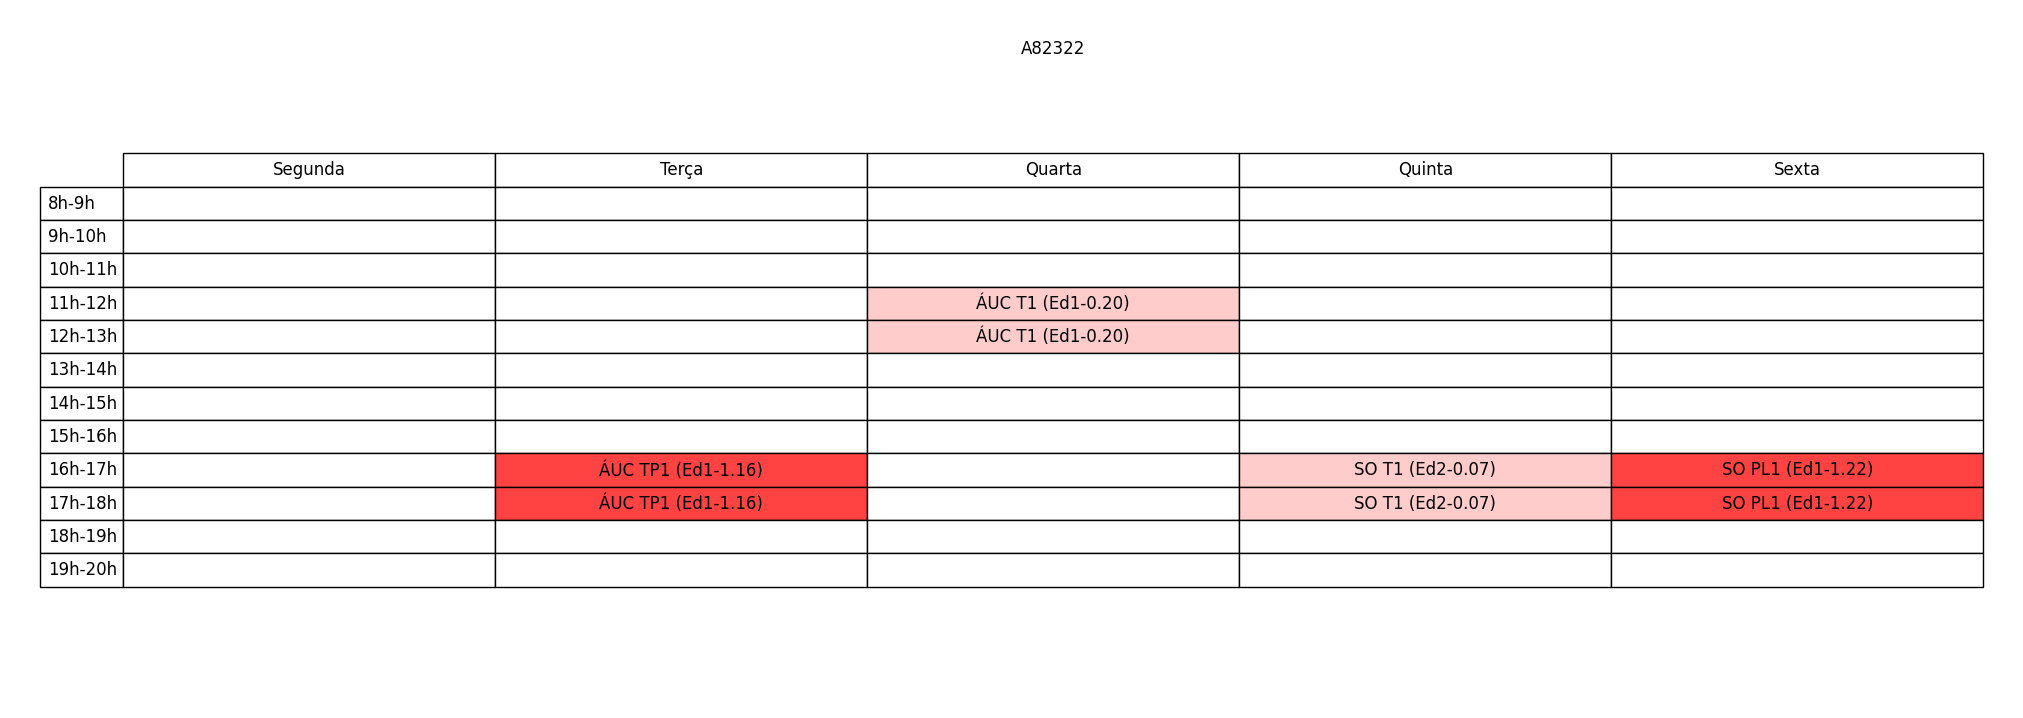 A82322
Segunda Terça Quarta Quinta Sexta
8h-9h
9h-10h
10h-11h
11h-12h ÁUC T1 (Ed1-0.20)
12h-13h ÁUC T1 (Ed1-0.20)
13h-14h
14h-15h
15h-16h
16h-17h ÁUC TP1 (Ed1-1.16) SO T1 (Ed2-0.07) SO PL1 (Ed1-1.22)
17h-18h ÁUC TP1 (Ed1-1.16) SO T1 (Ed2-0.07) SO PL1 (Ed1-1.22)
18h-19h
19h-20h